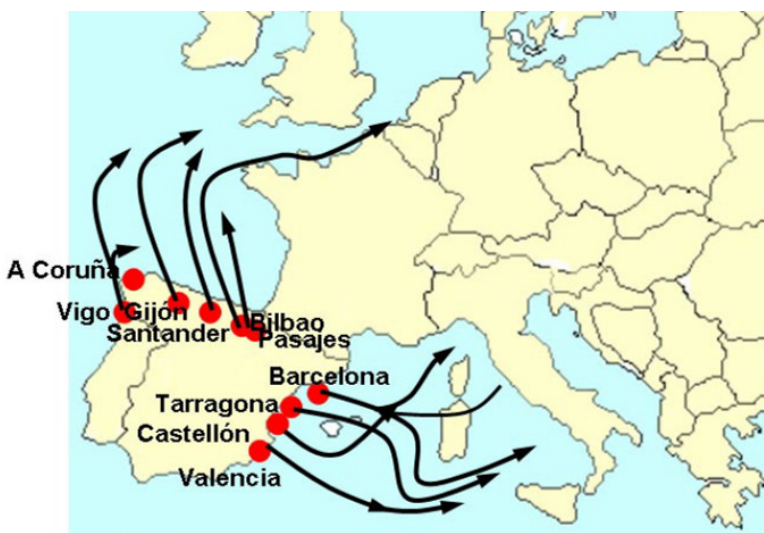 A Coruña
Vigo Gijón
Santander
Bilbao
Pasajes
Barcelona
Tarragona
Castellón
Valencia